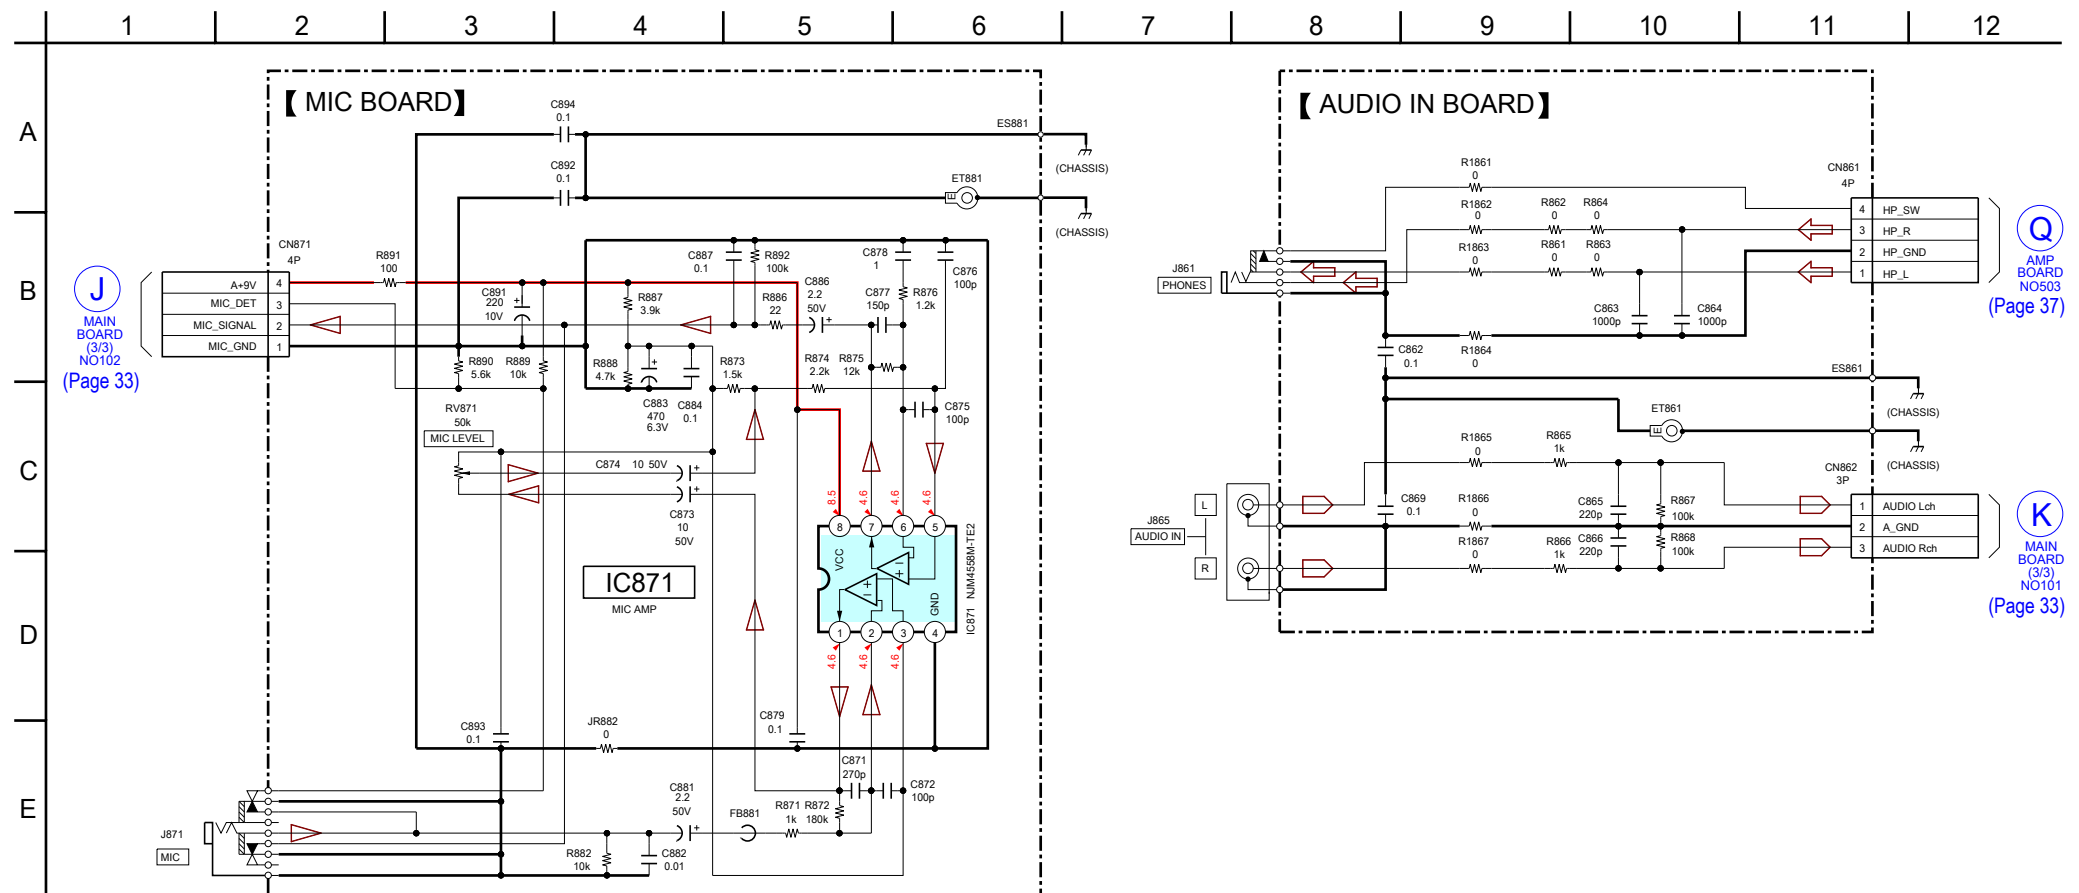 1 2 3 4 5 6 7 8 9 10 11 12
A
B
C
D
E
【 MIC BOARD】
C894
0.1
C892
0.1
ES881
(CHASSIS)
ET881
E
(CHASSIS)
J
MAIN
BOARD
(3/3)
NO102
(Page 33)
CN871
4P
A+9V 4
MIC_DET 3
MIC_SIGNAL 2
MIC_GND 1
R891
100
C891
220
10V
R887
3.9k
C887
0.1
R892
100k
R886
22
C886
2.2
50V
C878
1
C877
150p
R876
1.2k
C876
100p
R890
5.6k
R889
10k
R888
4.7k
C883
470
6.3V
C884
0.1
R873
1.5k
R874
2.2k
R875
12k
C875
100p
RV871
50k
MIC LEVEL
C874 10 50V
C873
10
50V
8.5
4.6
4.6
4.6
8 7 6 5
VCC
GND
1 2 3 4
4.6
4.6
4.6
IC871 NJM4558M-TE2
IC871
MIC AMP
C893
0.1
JR882
0
C879
0.1
C871
270p
C872
100p
C881
2.2
50V
FB881
R871
1k
R872
180k
R882
10k
C882
0.01
J871
MIC
【 AUDIO IN BOARD】
R1861
0
R1862
0
R862
0
R864
0
R1863
0
R861
0
R863
0
CN861
4P
4 HP_SW
3 HP_R
2 HP_GND
1 HP_L
Q
AMP
BOARD
NO503
(Page 37)
J861
PHONES
C863
1000p
C864
1000p
C862
0.1
R1864
0
ES861
(CHASSIS)
ET861
E
(CHASSIS)
R1865
0
R865
1k
CN862
3P
1 AUDIO Lch
2 A_GND
3 AUDIO Rch
K
MAIN
BOARD
(3/3)
NO101
(Page 33)
J865
AUDIO IN
L
R
C869
0.1
R1866
0
C865
220p
R867
100k
R1867
0
R866
1k
C866
220p
R868
100k